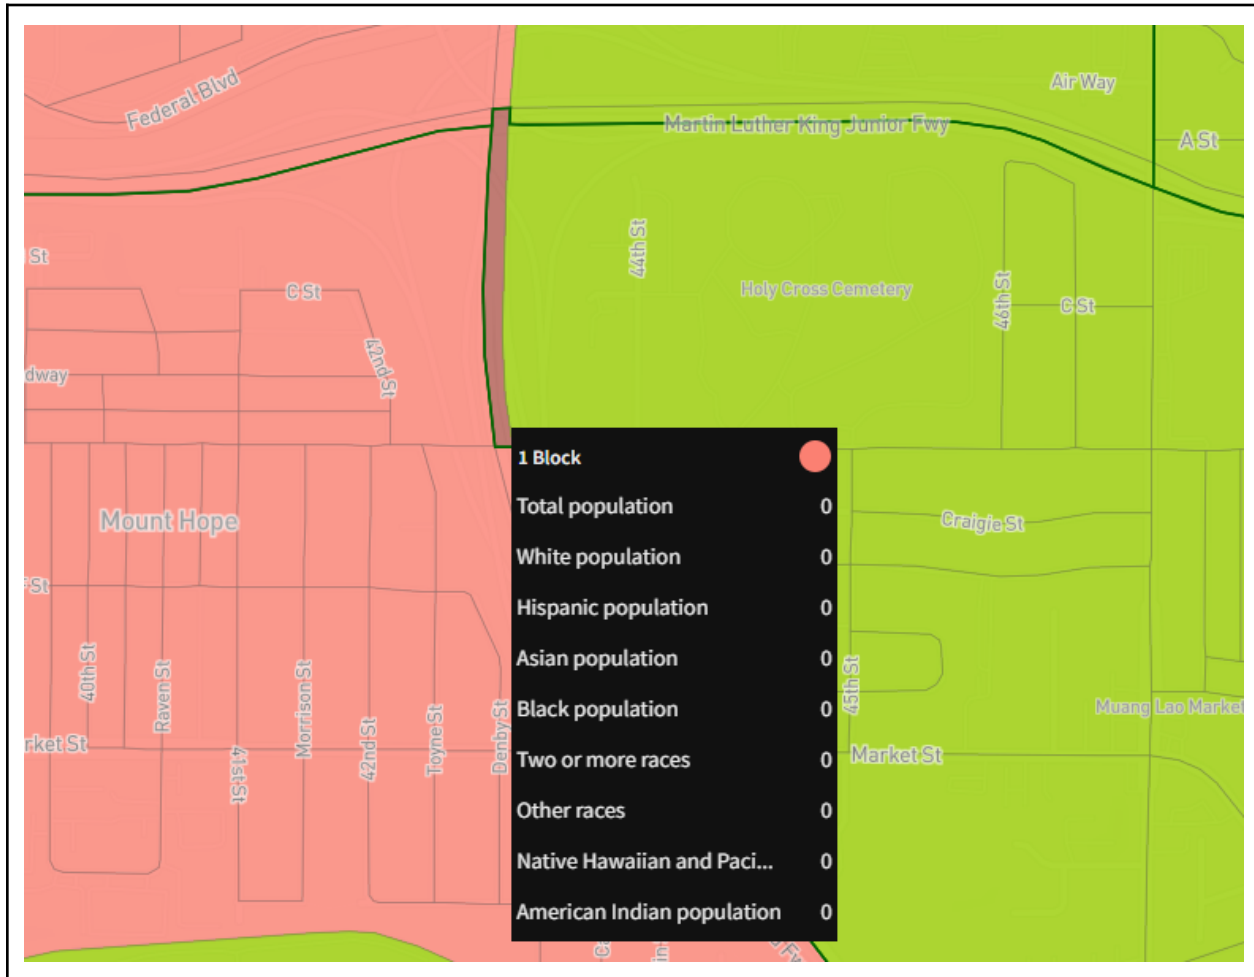 Federal Blvd
Air Way
Martin Luther King Junior Fwy
A St
St
44th St
C St
Holy Cross Cemetery
46th St
C St
42nd St
1 Block
Total population 0
White population 0
Hispanic population 0
Asian population 0
Black population 0
Two or more races 0
Other races 0
Native Hawaiian and Paci... 0
American Indian population 0
Craigie St
Mount Hope
St
40th St
Raven St
Morrison St
42nd St
Toyne St
Denby St
41st St
45th St
Muang Lao Market
Market St